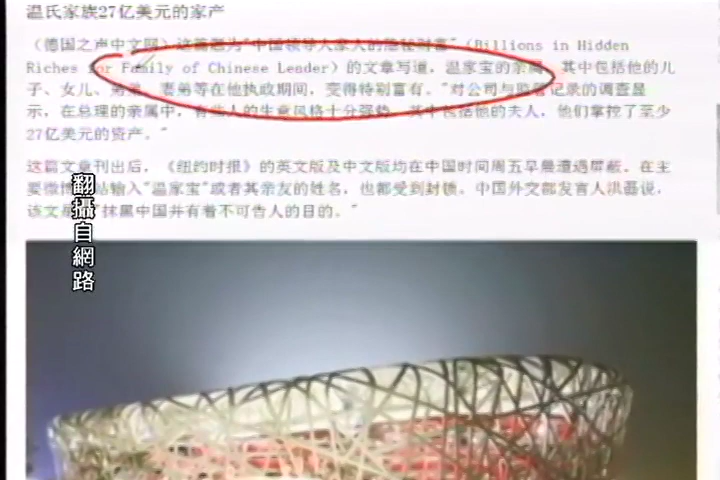 温氏家族27亿美元的家产
（德国之声中文网）这篇题为"中国领导人家人的隐秘财富"（Billions in Hidden
Riches for Family of Chinese Leader）的文章写道，温家宝的亲属，其中包括他的儿
子、女儿、弟弟、妻弟等在他执政期间，变得特别富有。"对公司与监管记录的调查显
示，在总理的亲属中，有些人的生意风格十分强势，其中包括他的夫人，他们掌控了至少
27亿美元的资产。"
这篇文章刊出后，《纽约时报》的英文版及中文版均在中国时间周五早晨遭遇屏蔽。在主
要微博 站输入"温家宝"或者其亲友的姓名，也都受到封锁。中国外交部发言人洪磊说，
该文是 "抹黑中国并有着不可告人的目的。"
翻攝自網路